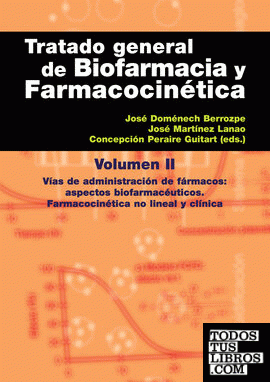 Tratado general
de Biofarmacia y
Farmacocinética
José Doménech Berrozpe
José Martínez Lanao
Concepción Peraire Guitart (eds.)
Volumen II
Vías de administración de fármacos:
aspectos biofarmacéuticos.
Farmacocinética no lineal y clínica
TODOS
TUS
LIBROS
.COM